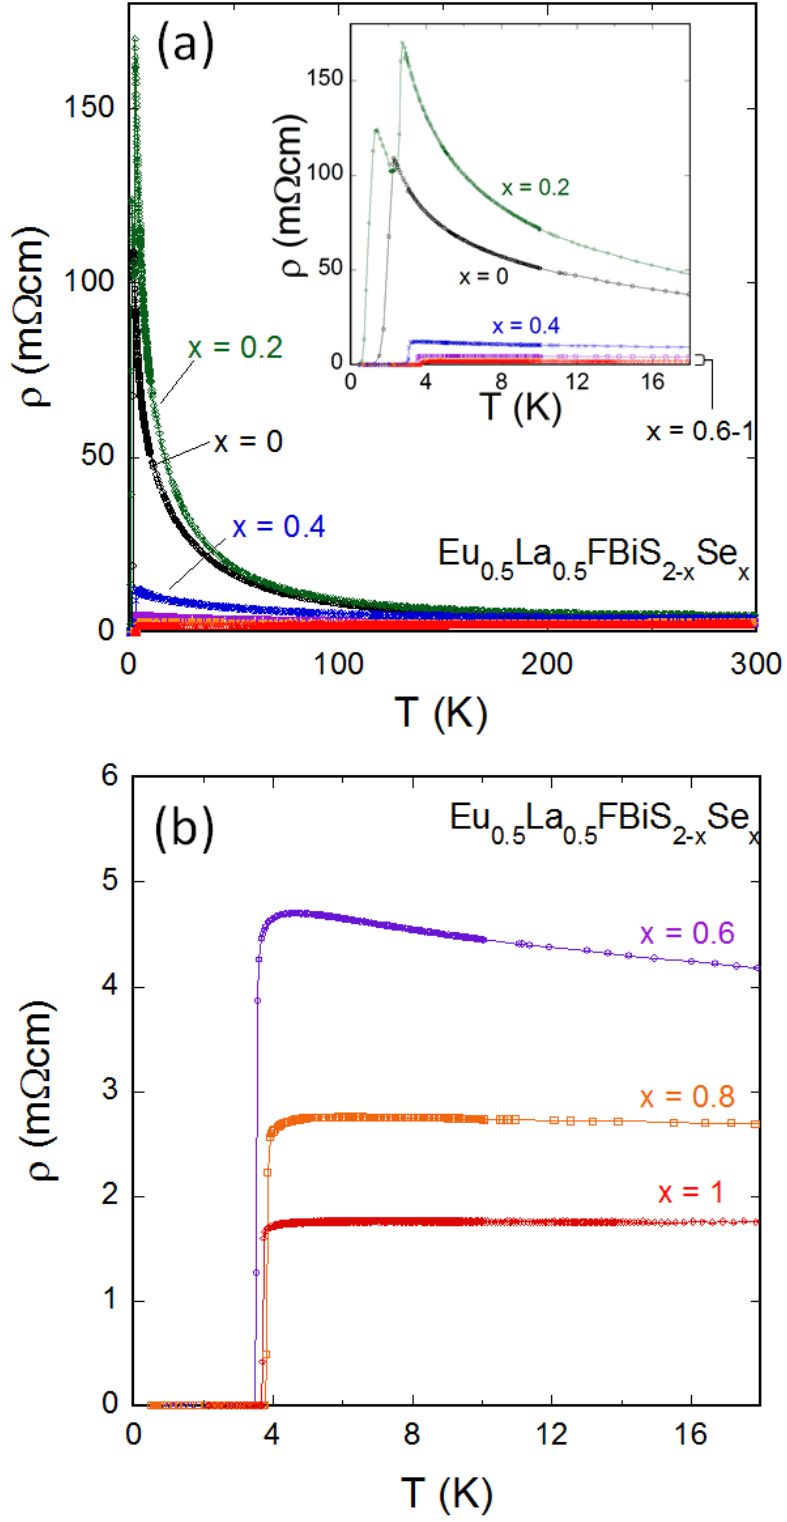 (a)
150
100
50
0
ρ (mΩcm)
x = 0.2
x = 0
x = 0.4
Eu0.5La0.5FBiS2-xSex
0 100 200 300
T (K)
150
100
50
0
ρ (mΩcm)
x = 0.2
x = 0
x = 0.4
0 4 8 12 16
T (K)
x = 0.6-1
(b)
Eu0.5La0.5FBiS2-xSex
6
5
4
3
2
1
0
ρ (mΩcm)
x = 0.6
x = 0.8
x = 1
0 4 8 12 16
T (K)